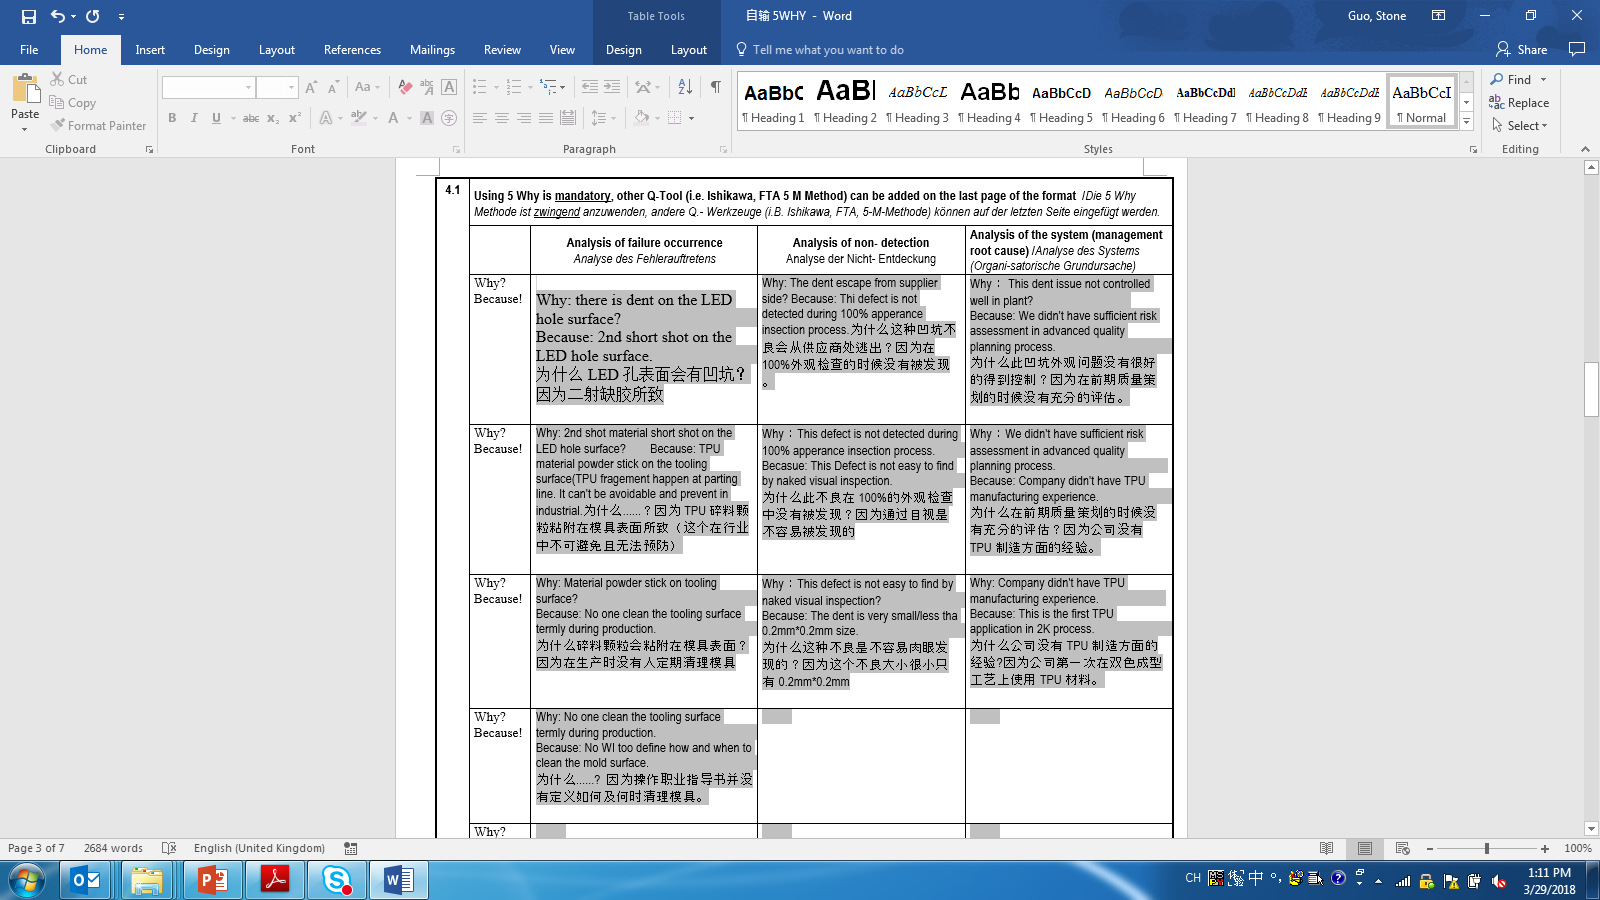 自输 5WHY - Word
Table Tools
Guo, Stone
File
Home
Insert
Design
Layout
References
Mailings
Review
View
Design
Layout
Tell me what you want to do
Share
Paste
Cut
Copy
Format Painter
Clipboard
Font
Paragraph
AaBbC
¶ Heading 1
AaBl
¶ Heading 2
AaBbCcD
¶ Heading 3
AaBb
¶ Heading 4
AaBbCcD
¶ Heading 5
AaBbCcD
¶ Heading 6
AaBbCcDdl
¶ Heading 7
AaBbCcDdE
¶ Heading 8
AaBbCcDdE
¶ Heading 9
AaBbCcI
¶ Normal
Styles
Find
Replace
Select
Editing
4.1
Using 5 Why is mandatory, other Q-Tool (i.e. Ishikawa, FTA 5 M Method) can be added on the last page of the format /Die 5 Why
Methode ist zwingend anzuwenden, andere Q.- Werkzeuge (i.B. Ishikawa, FTA, 5-M-Methode) können auf der letzten Seite eingefügt werden.
Analysis of failure occurrence
Analyse des Fehlerauftretens
Analysis of non- detection
Analyse der Nicht- Entdeckung
Analysis of the system (management
root cause) /Analyse des Systems
(Organi-satorische Grundursache)
Why?
Because!
Why: there is dent on the LED
hole surface?
Because: 2nd short shot on the
LED hole surface.
为什么 LED 孔表面会有凹坑？
因为二射缺胶所致
Why: The dent escape from supplier
side? Because: Thi defect is not
detected during 100% apperance
insection process.为什么这种凹坑不
良会从供应商处逃出？因为在
100%外观检查的时候没有被发现
。
Why： This dent issue not controlled
well in plant?
Because: We didn't have sufficient risk
assessment in advanced quality
planning process.
为什么此凹坑外观问题没有很好
的得到控制？因为在前期质量策
划的时候没有充分的评估。
Why?
Because!
Why: 2nd shot material short shot on the
LED hole surface? Because: TPU
material powder stick on the tooling
surface(TPU fragement happen at parting
line. It can't be avoidable and prevent in
industrial.为什么......？因为 TPU 碎料颗
粒粘附在模具表面所致（这个在行业
中不可避免且无法预防）
Why：This defect is not detected during
100% apperance insection process.
Becasue: This Defect is not easy to find
by naked visual inspection.
为什么此不良在 100%的外观检查
中没有被发现？因为通过目视是
不容易被发现的
Why：We didn't have sufficient risk
assessment in advanced quality
planning process.
Because: Company didn't have TPU
manufacturing experience.
为什么在前期质量策划的时候没
有充分的评估？因为公司没有
TPU 制造方面的经验。
Why?
Because!
Why: Material powder stick on tooling
surface?
Because: No one clean the tooling surface
termly during production.
为什么碎料颗粒会粘附在模具表面？
因为在生产时没有人定期清理模具
Why：This defect is not easy to find by
naked visual inspection?
Because: The dent is very small/less tha
0.2mm*0.2mm size.
为什么这种不良是不容易肉眼发
现的？因为这个不良大小很小只
有 0.2mm*0.2mm
Why: Company didn't have TPU
manufacturing experience.
Because: This is the first TPU
application in 2K process.
为什么公司没有 TPU 制造方面的
经验?因为公司第一次在双色成型
工艺上使用 TPU 材料。
Why?
Because!
Why: No one clean the tooling surface
termly during production.
Because: No WI too define how and when to
clean the mold surface.
为什么......? 因为操作职业指导书并没
有定义如何及何时清理模具。
Why?
Page 3 of 7
2684 words
English (United Kingdom)
100%
CH
中
1:11 PM
3/29/2018